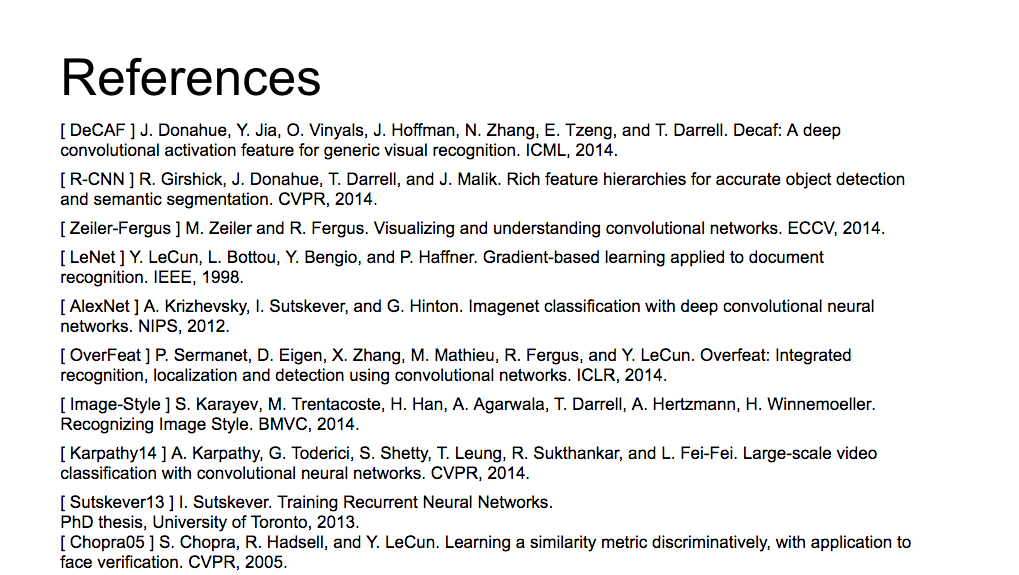 References
[ DeCAF ] J. Donahue, Y. Jia, O. Vinyals, J. Hoffman, N. Zhang, E. Tzeng, and T. Darrell. Decaf: A deep
convolutional activation feature for generic visual recognition. ICML, 2014.
[ R-CNN ] R. Girshick, J. Donahue, T. Darrell, and J. Malik. Rich feature hierarchies for accurate object detection
and semantic segmentation. CVPR, 2014.
[ Zeiler-Fergus ] M. Zeiler and R. Fergus. Visualizing and understanding convolutional networks. ECCV, 2014.
[ LeNet ] Y. LeCun, L. Bottou, Y. Bengio, and P. Haffner. Gradient-based learning applied to document
recognition. IEEE, 1998.
[ AlexNet ] A. Krizhevsky, I. Sutskever, and G. Hinton. Imagenet classification with deep convolutional neural
networks. NIPS, 2012.
[ OverFeat ] P. Sermanet, D. Eigen, X. Zhang, M. Mathieu, R. Fergus, and Y. LeCun. Overfeat: Integrated
recognition, localization and detection using convolutional networks. ICLR, 2014.
[ Image-Style ] S. Karayev, M. Trentacoste, H. Han, A. Agarwala, T. Darrell, A. Hertzmann, H. Winnemoeller.
Recognizing Image Style. BMVC, 2014.
[ Karpathy14 ] A. Karpathy, G. Toderici, S. Shetty, T. Leung, R. Sukthankar, and L. Fei-Fei. Large-scale video
classification with convolutional neural networks. CVPR, 2014.
[ Sutskever13 ] I. Sutskever. Training Recurrent Neural Networks.
PhD thesis, University of Toronto, 2013.
[ Chopra05 ] S. Chopra, R. Hadsell, and Y. LeCun. Learning a similarity metric discriminatively, with application to
face verification. CVPR, 2005.